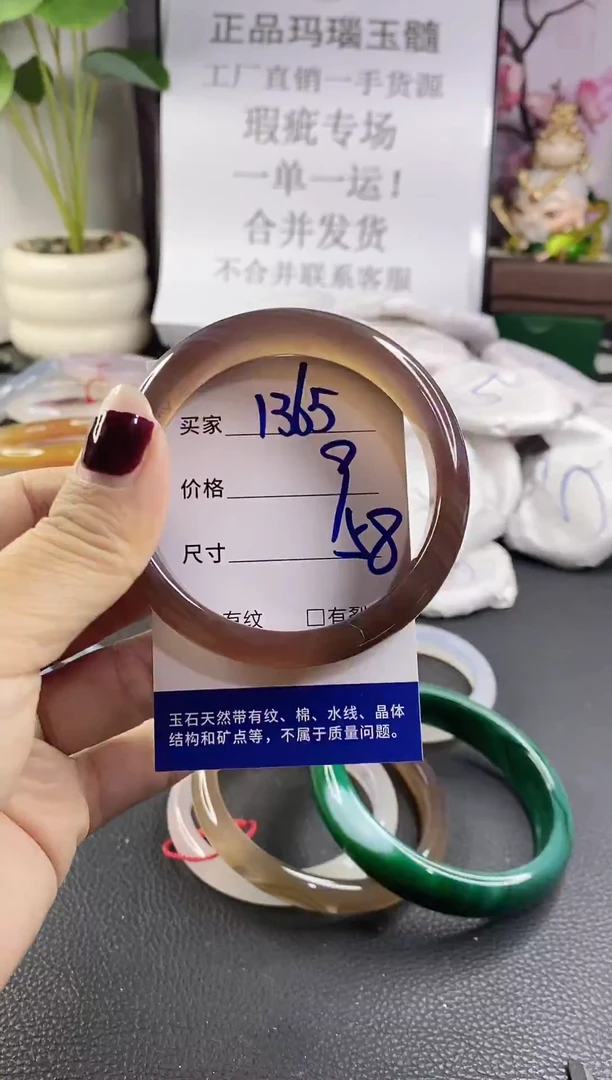 正品玛瑙玉髓
工厂直销一手货源
瑕疵专场
一单一运！
合并发货
不合并联系客服
买家 1365
价格 9
尺寸 58
有纹 □有裂
玉石天然带有纹、棉、水线、晶体
结构和矿点等，不属于质量问题。
5